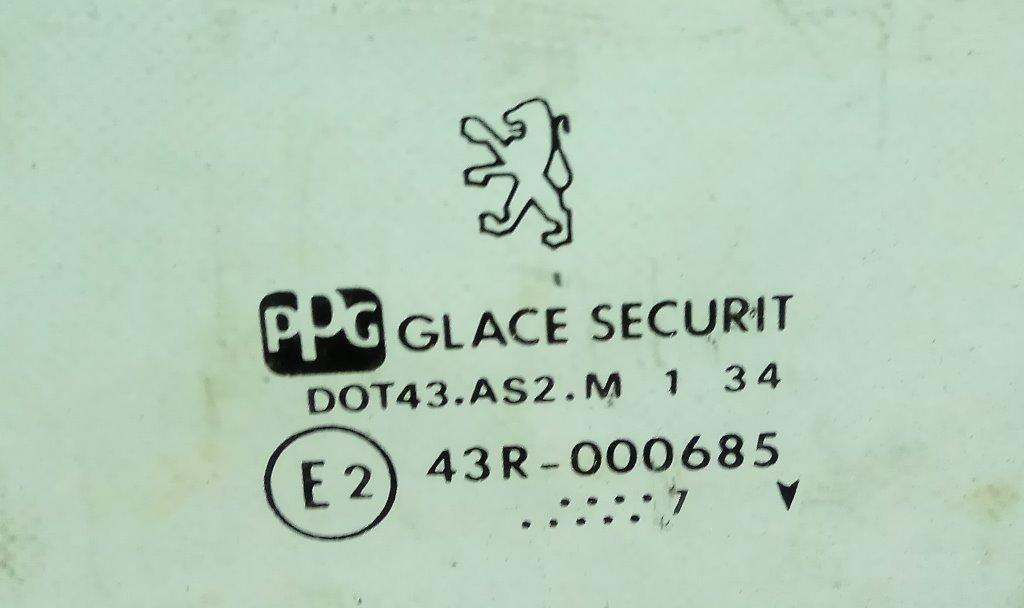 PPG GLACE SECURIT
DOT43.AS2.M 1 34
E2 43R-000685
7